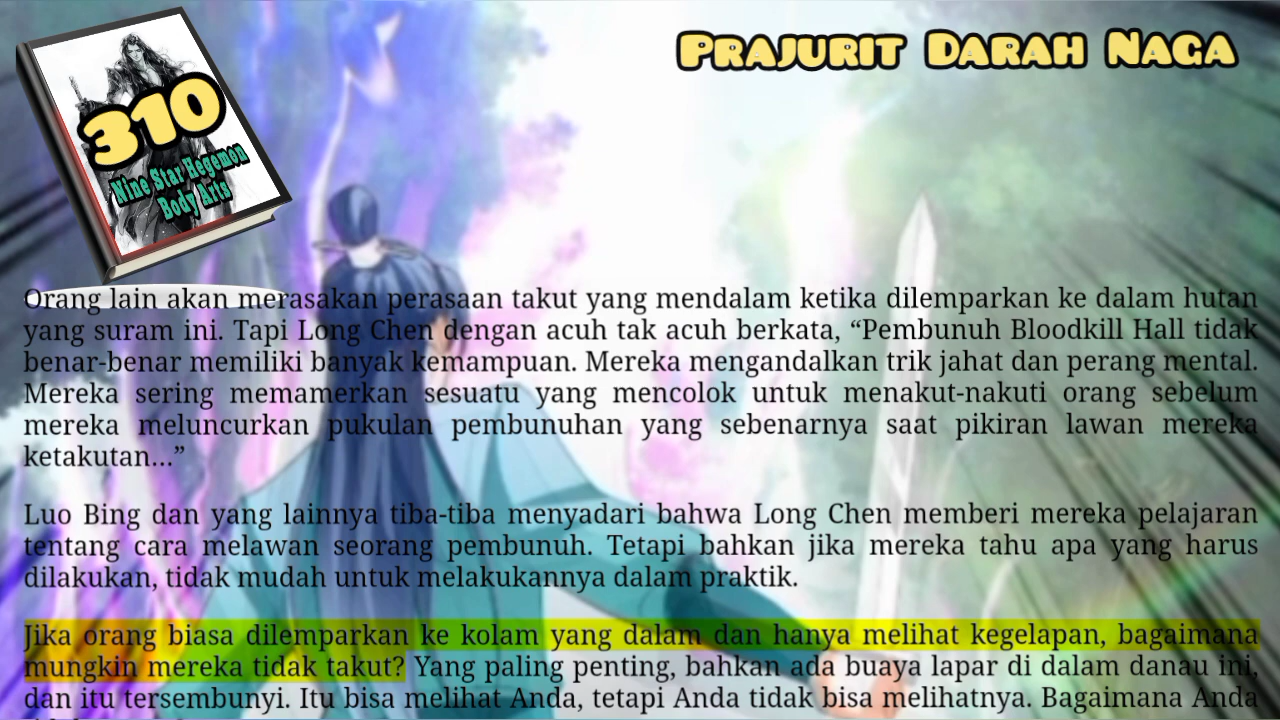 Prajurit Darah Naga
310
Nine Star Hegemon
Body Arts
Orang lain akan merasakan perasaan takut yang mendalam ketika dilemparkan ke dalam hutan
yang suram ini. Tapi Long Chen dengan acuh tak acuh berkata, “Pembunuh Bloodkill Hall tidak
benar-benar memiliki banyak kemampuan. Mereka mengandalkan trik jahat dan perang mental.
Mereka sering memamerkan sesuatu yang mencolok untuk menakut-nakuti orang sebelum
mereka meluncurkan pukulan pembunuhan yang sebenarnya saat pikiran lawan mereka
ketakutan...”
Luo Bing dan yang lainnya tiba-tiba menyadari bahwa Long Chen memberi mereka pelajaran
tentang cara melawan seorang pembunuh. Tetapi bahkan jika mereka tahu apa yang harus
dilakukan, tidak mudah untuk melakukannya dalam praktik.
Jika orang biasa dilemparkan ke kolam yang dalam dan hanya melihat kegelapan, bagaimana
mungkin mereka tidak takut? Yang paling penting, bahkan ada buaya lapar di dalam danau ini,
dan itu tersembunyi. Itu bisa melihat Anda, tetapi Anda tidak bisa melihatnya. Bagaimana Anda